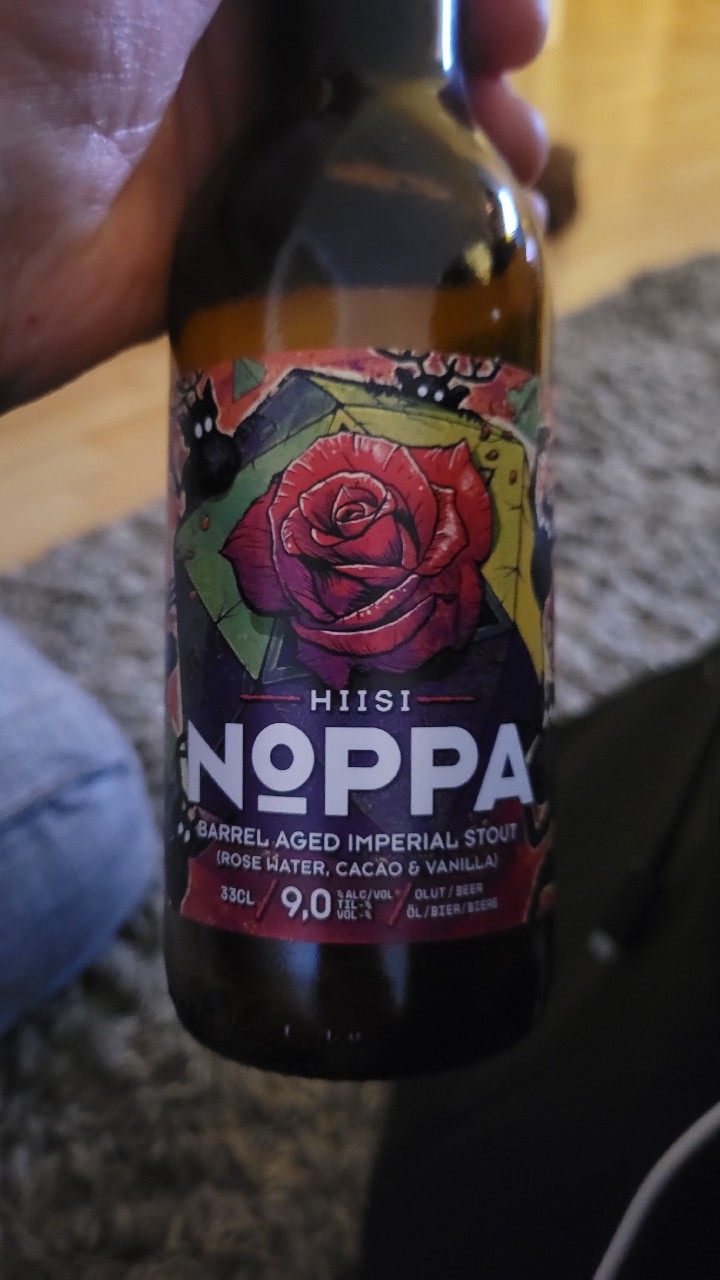 HIISI
NOPPA
BARREL AGED IMPERIAL STOUT
(ROSE WATER, CACAO & VANILLA)
33CL / 9,0 % ALC/VOL / OLUT / BEER
TIL-% ÖL/BIER/BIERE
VOL-%